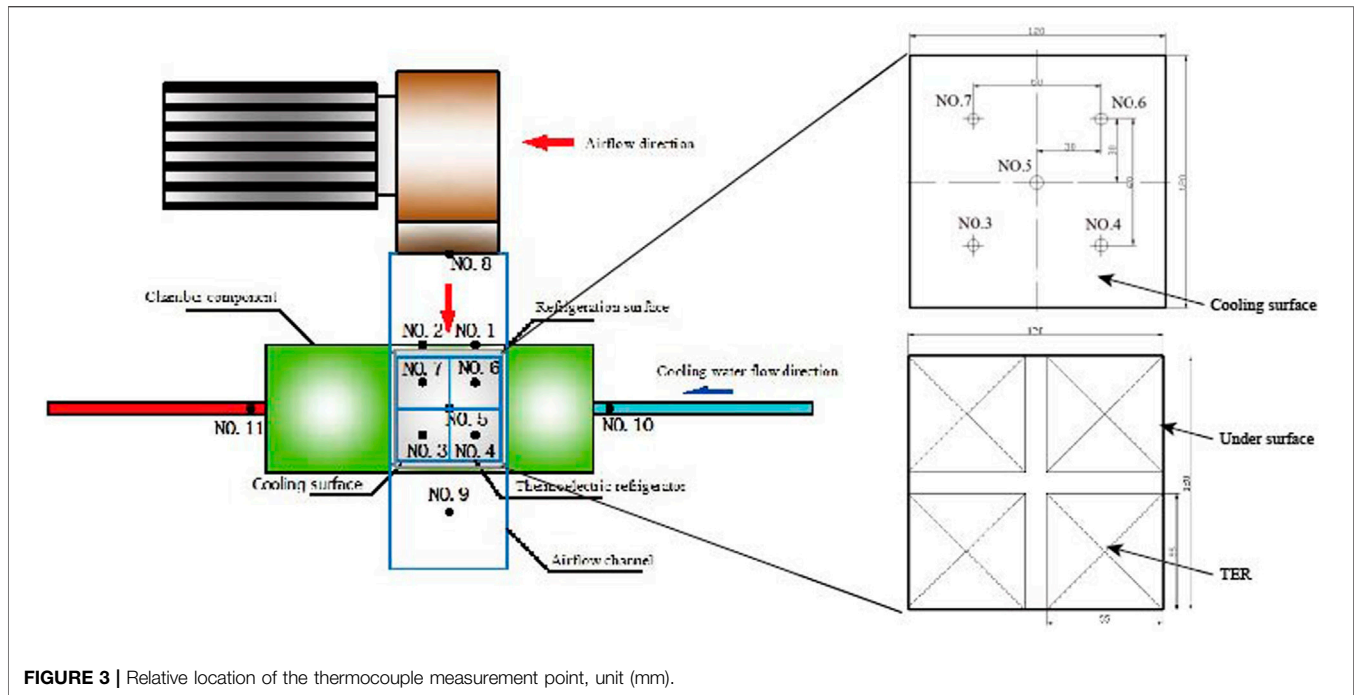 120
60
NO.7
NO.6
Airflow direction
30
30
NO.5
60
120
NO. 8
NO.3
NO.4
Chamber component
Refrigeration surface
Cooling surface
NO. 2
NO. 1
120
NO. 7
NO. 6
Cooling water flow direction
NO. 5
NO. 11
NO. 10
Under surface
NO. 3
NO. 4
Cooling surface
Thermoelectric refrigerator
120
NO. 9
55
Airflow channel
TER
55
FIGURE 3 | Relative location of the thermocouple measurement point, unit (mm).